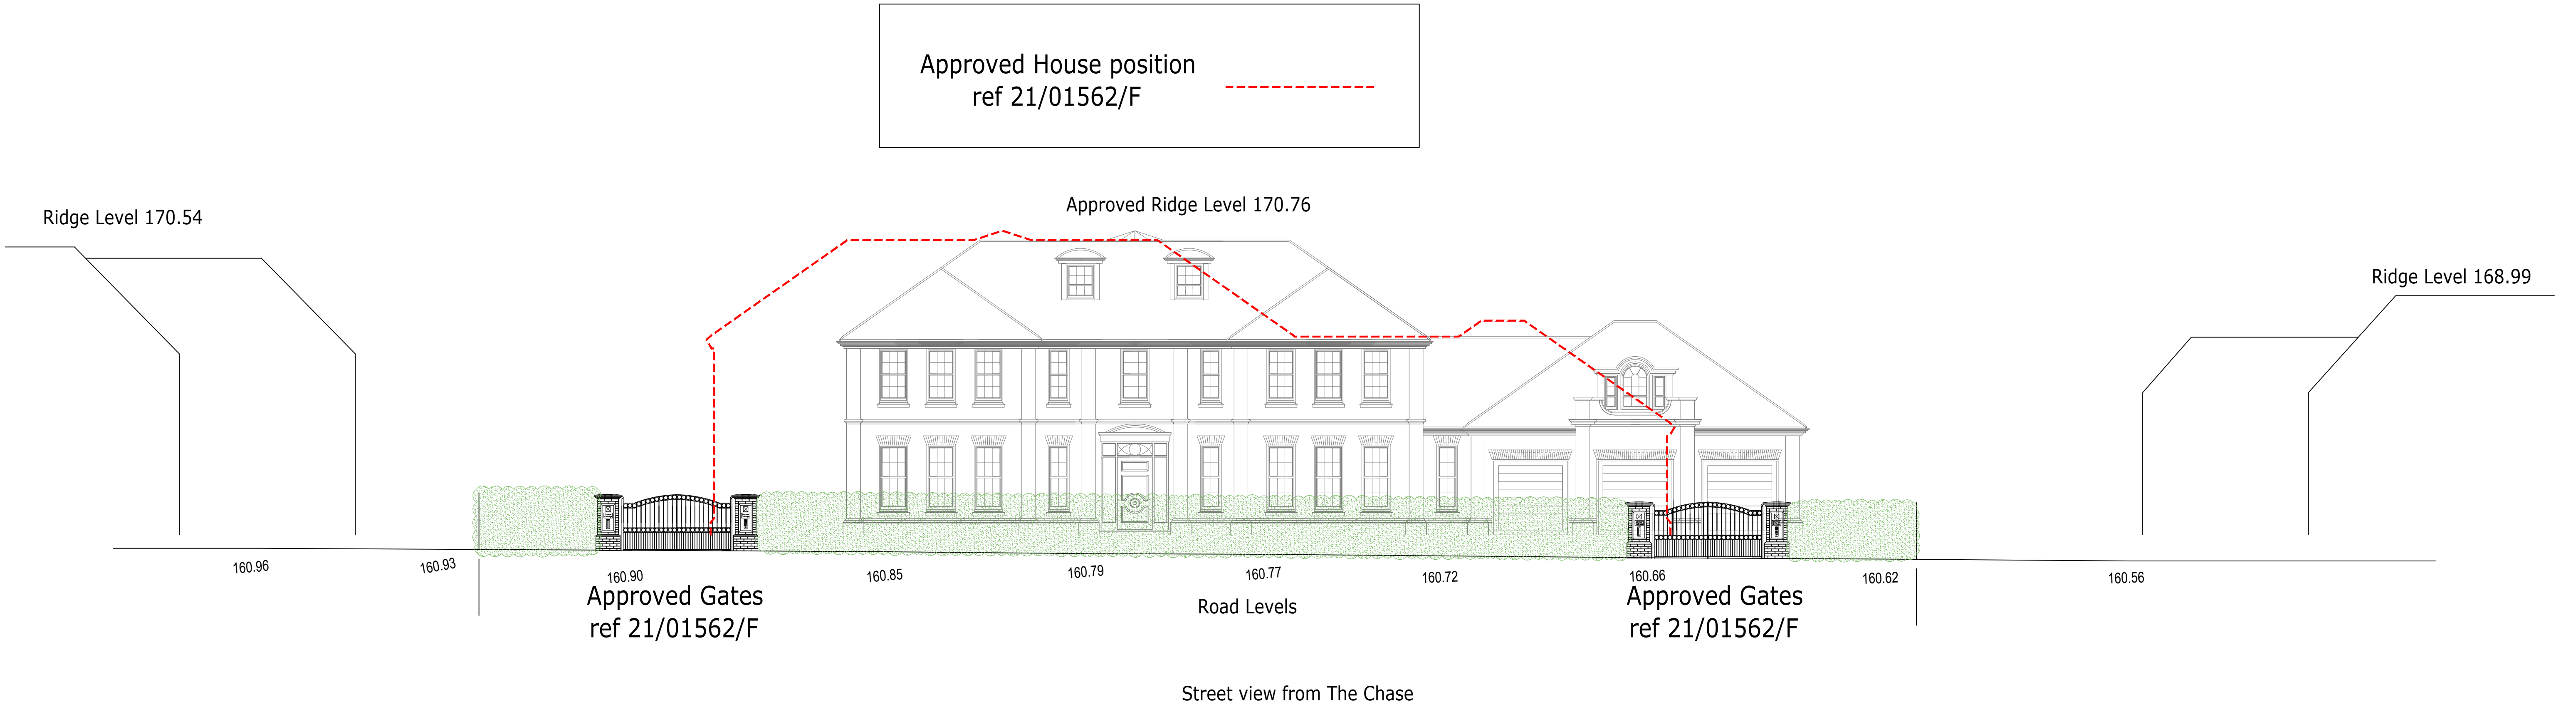 Approved House position
ref 21/01562/F
Approved Ridge Level 170.76
Ridge Level 170.54
Ridge Level 168.99
160.96
160.93
160.90
160.85
160.79
160.77
160.72
160.66
160.62
160.56
Approved Gates
ref 21/01562/F
Road Levels
Approved Gates
ref 21/01562/F
Street view from The Chase